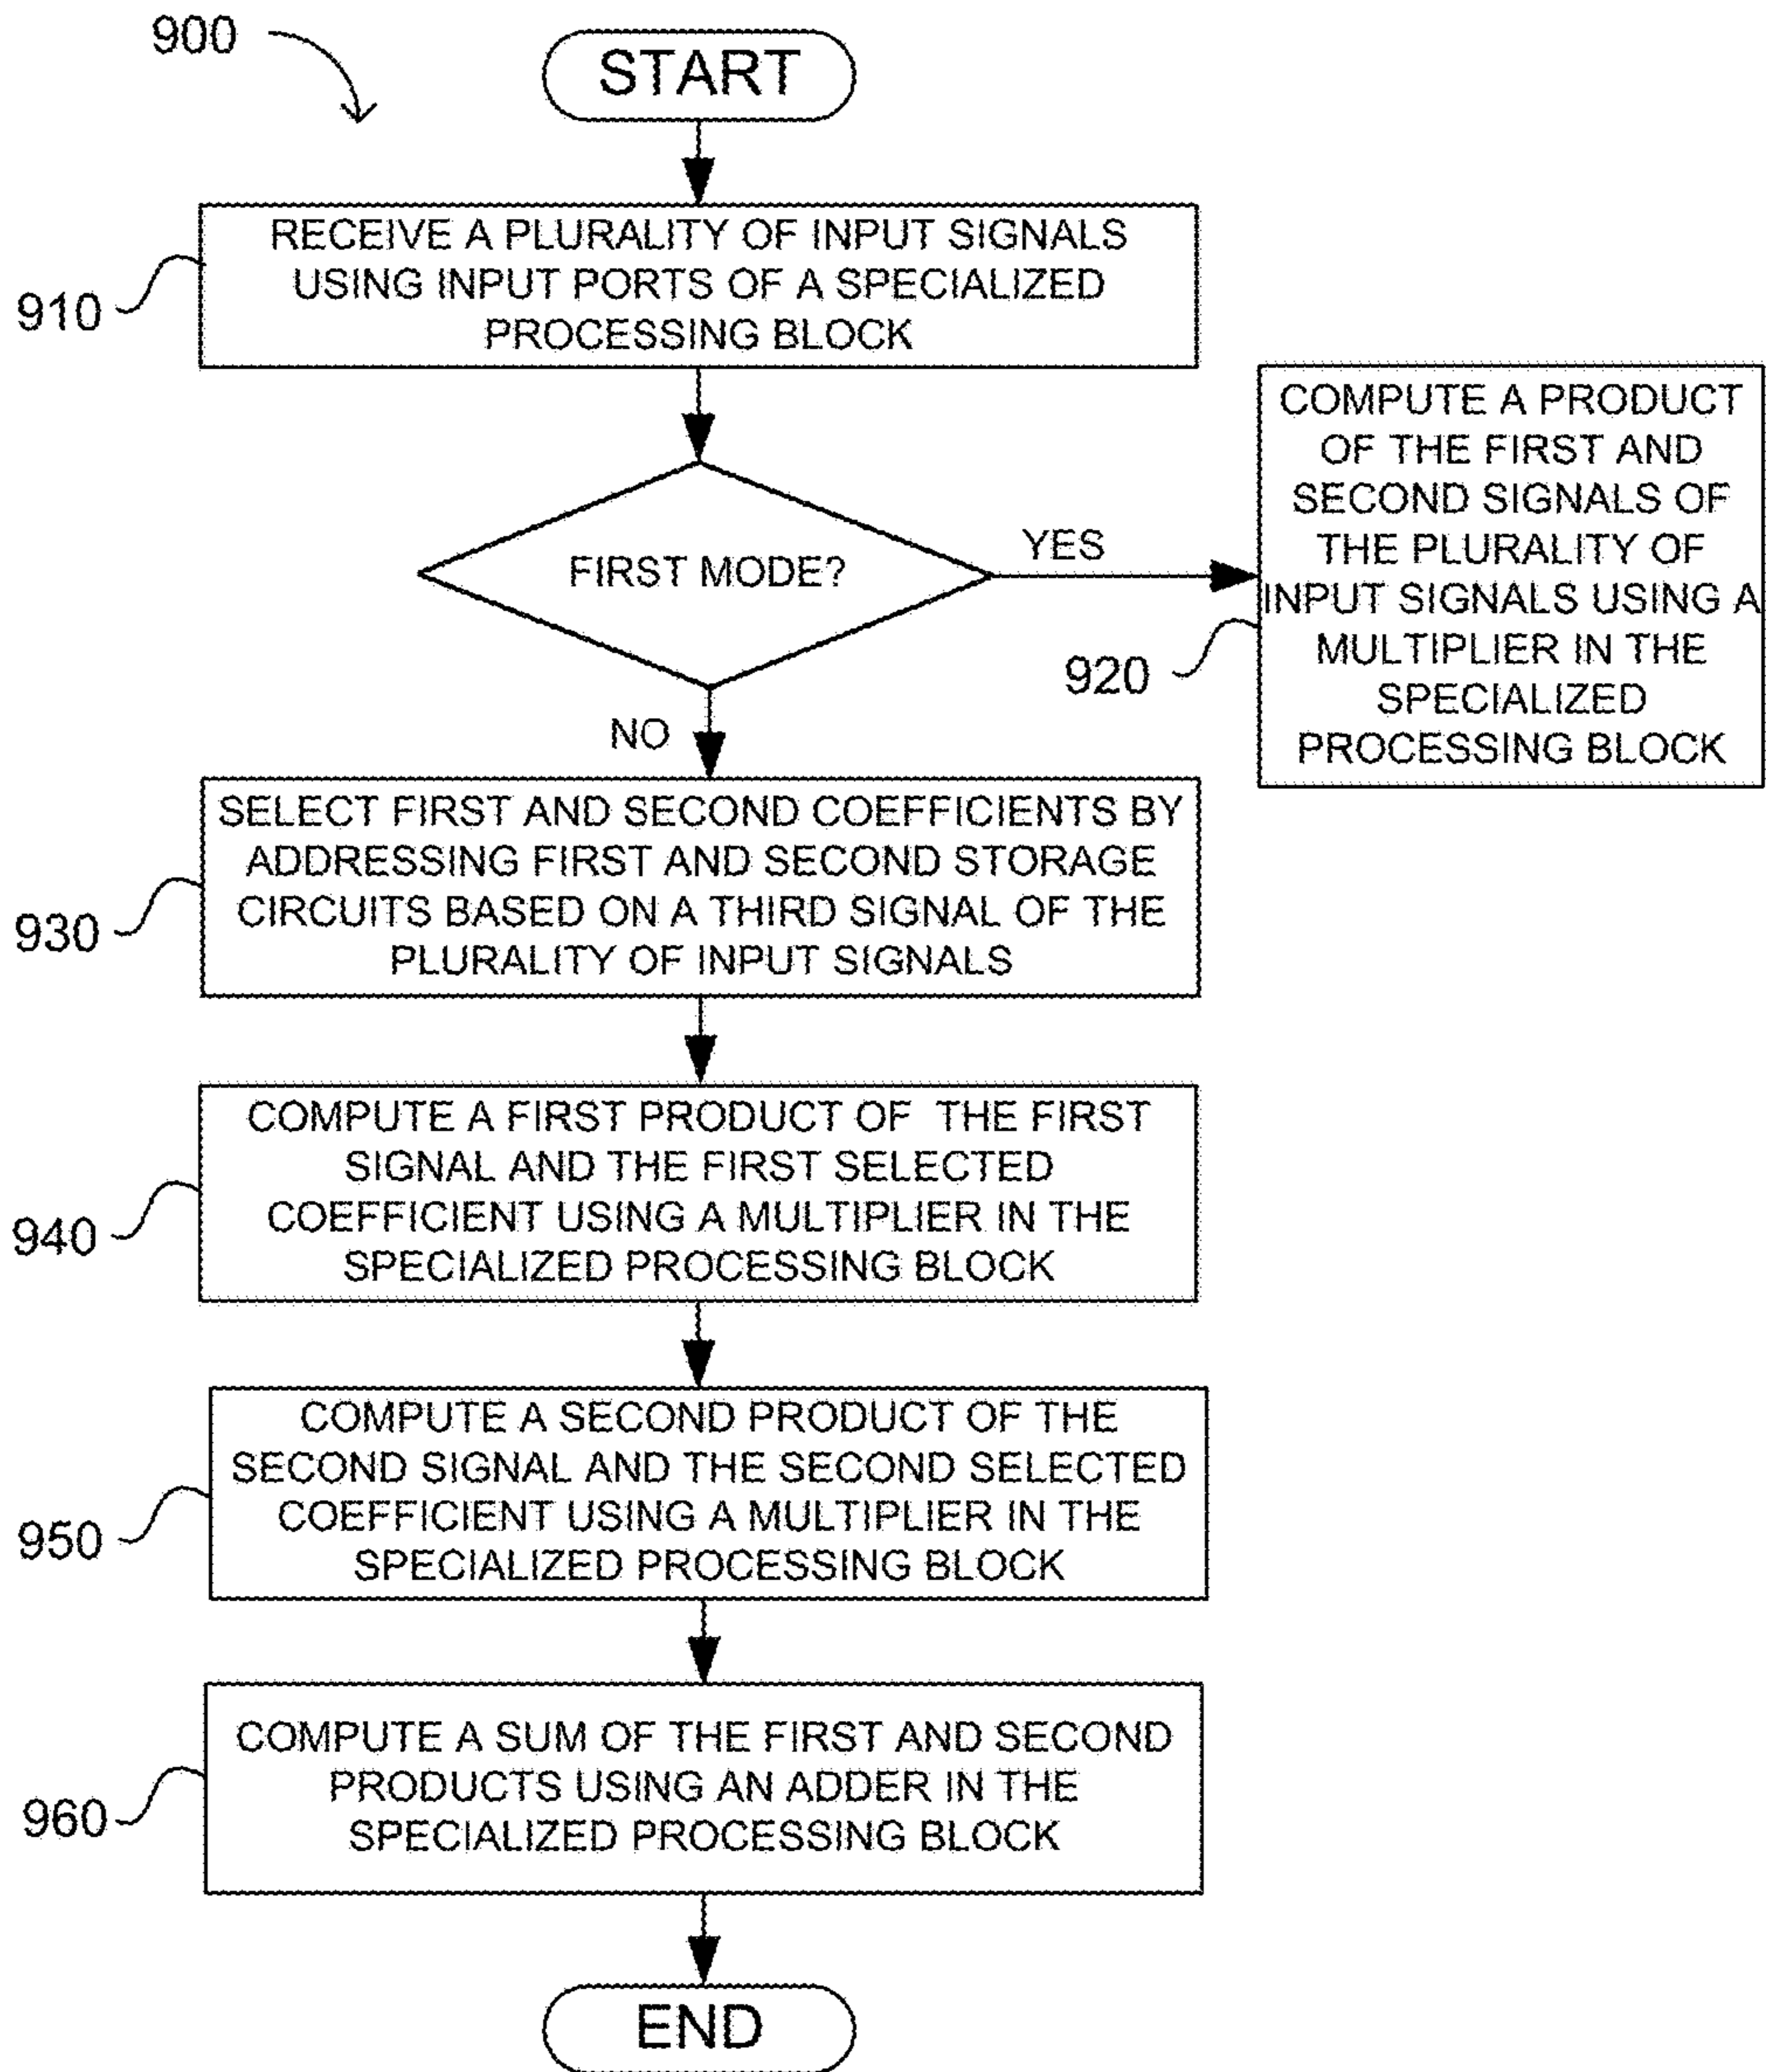 900
START
910
RECEIVE A PLURALITY OF INPUT SIGNALS
USING INPUT PORTS OF A SPECIALIZED
PROCESSING BLOCK
FIRST MODE?
YES
920
COMPUTE A PRODUCT
OF THE FIRST AND
SECOND SIGNALS OF
THE PLURALITY OF
INPUT SIGNALS USING A
MULTIPLIER IN THE
SPECIALIZED
PROCESSING BLOCK
NO
930
SELECT FIRST AND SECOND COEFFICIENTS BY
ADDRESSING FIRST AND SECOND STORAGE
CIRCUITS BASED ON A THIRD SIGNAL OF THE
PLURALITY OF INPUT SIGNALS
940
COMPUTE A FIRST PRODUCT OF THE FIRST
SIGNAL AND THE FIRST SELECTED
COEFFICIENT USING A MULTIPLIER IN THE
SPECIALIZED PROCESSING BLOCK
950
COMPUTE A SECOND PRODUCT OF THE
SECOND SIGNAL AND THE SECOND SELECTED
COEFFICIENT USING A MULTIPLIER IN THE
SPECIALIZED PROCESSING BLOCK
960
COMPUTE A SUM OF THE FIRST AND SECOND
PRODUCTS USING AN ADDER IN THE
SPECIALIZED PROCESSING BLOCK
END